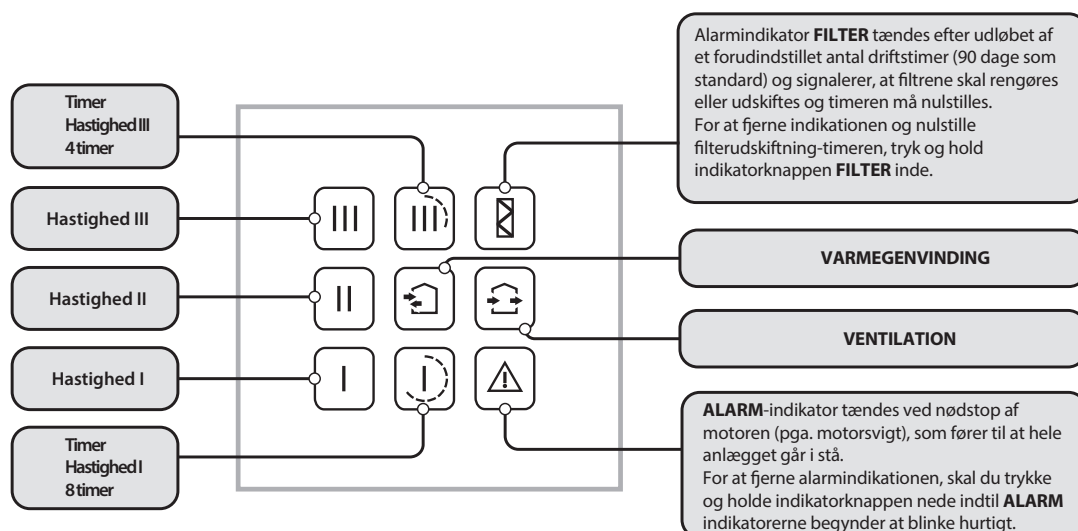 Timer
Hastighed III
4 timer
Hastighed III
Hastighed II
Hastighed I
Timer
Hastighed I
8 timer
III
III
II
I
I
Alarmindikator FILTER tændes efter udløbet af
et forudindstillet antal driftstimer (90 dage som
standard) og signalerer, at filtrene skal rengøres
eller udskiftes og timeren må nulstilles.
For at fjerne indikationen og nulstille
filterudskiftning-timeren, tryk og hold
indikatorknappen FILTER inde.
VARMEGENVINDING
VENTILATION
ALARM-indikator tændes ved nødstop af
motoren (pga. motorsvigt), som fører til at hele
anlægget går i stå.
For at fjerne alarmindikationen, skal du trykke
og holde indikatorknappen nede indtil ALARM
indikatorerne begynder at blinke hurtigt.